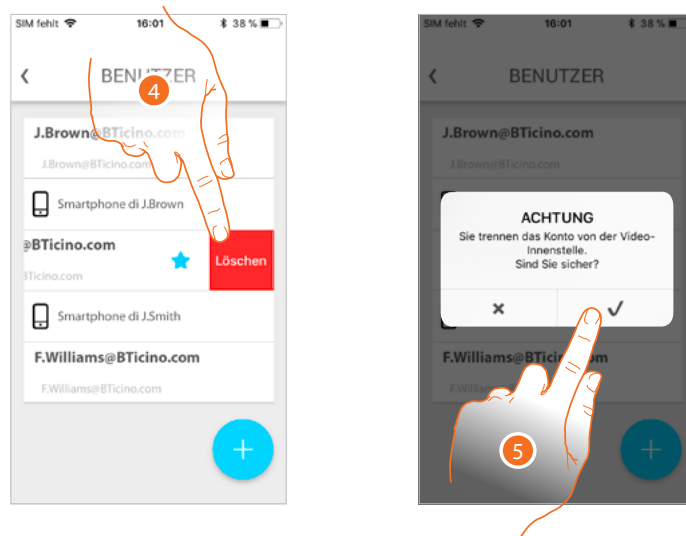 SIM fehlt 16:01 38 %
BENUTZER
4
J.Brown@BTicino.com
J.Brown@BTicino.com
Smartphone di J.Brown
@BTicino.com
BTicino.com
Löschen
Smartphone di J.Smith
F.Williams@BTicino.com
F.Williams@BTicino.com
+
SIM fehlt 16:01 38 %
BENUTZER
J.Brown@BTicino.com
J.Brown@BTicino.com
ACHTUNG
Sie trennen das Konto von der Video-
Innenstelle.
Sind Sie sicher?
F.Williams@BTicino.com
5
+